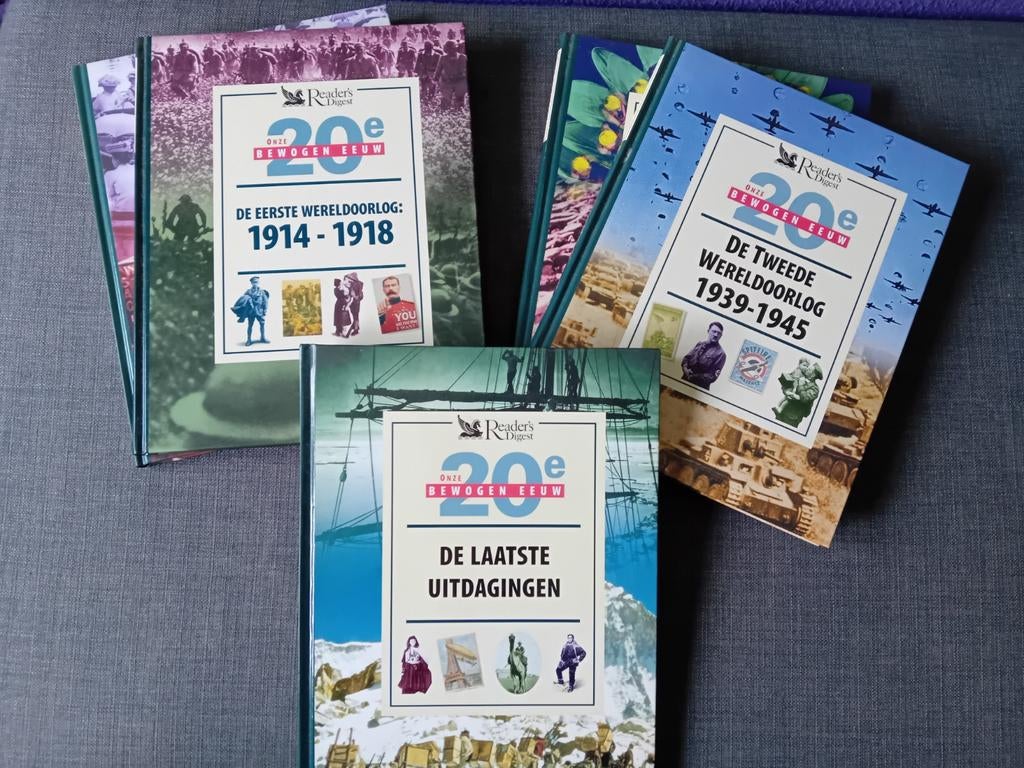 Reader's
Digest
20e
ONZE
BEWOGEN EEUW
DE EERSTE WERELDOORLOG:
1914 - 1918
YOU
Reader's
Digest
20e
ONZE
BEWOGEN EEUW
DE TWEEDE
WERELDOORLOG
1939-1945
SPITFIRE
Reader's
Digest
20e
ONZE
BEWOGEN EEUW
DE LAATSTE
UITDAGINGEN